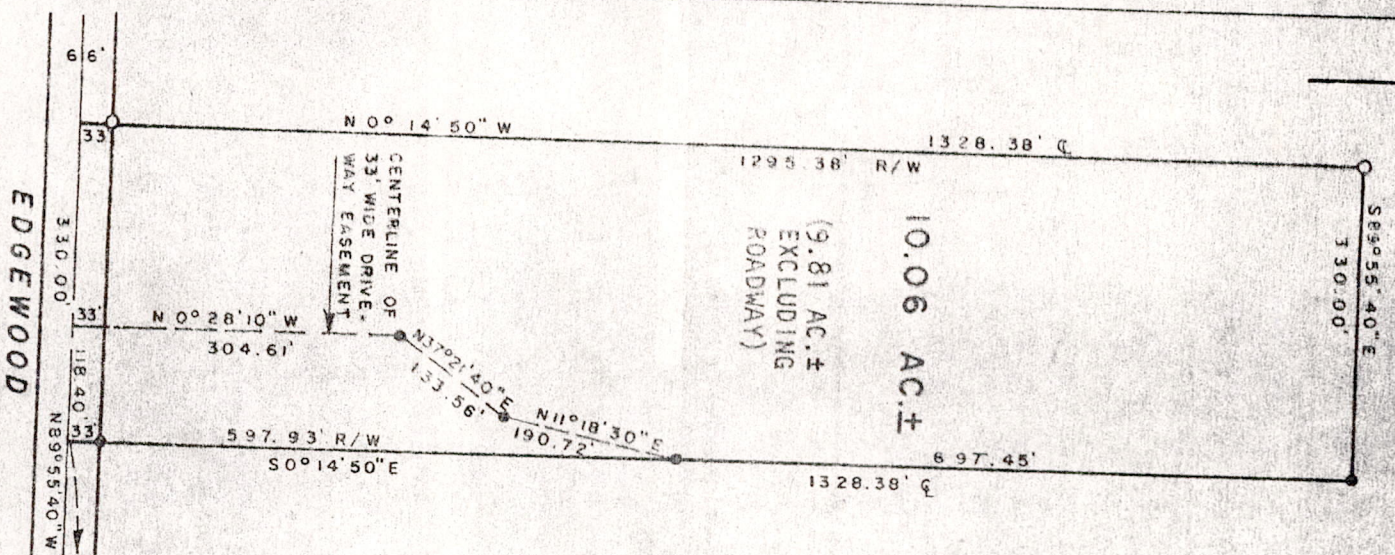 66'
33'
N 0° 14' 50" W
1328.38' ℄
1295.38' R/W
S89°55'40"E
330.00'
CENTERLINE OF
33' WIDE DRIVE-
WAY EASEMENT
10.06 AC.±
(9.81 AC.±
EXCLUDING
ROADWAY)
EDGEWOOD
330.00'
33'
N 0° 28' 10" W
304.61'
N37°21'40"E
133.56'
N11°18'30"E
190.72'
118.40'
33'
N89°55'40"W
597.93' R/W
S0°14'50"E
697.45'
1328.38' ℄